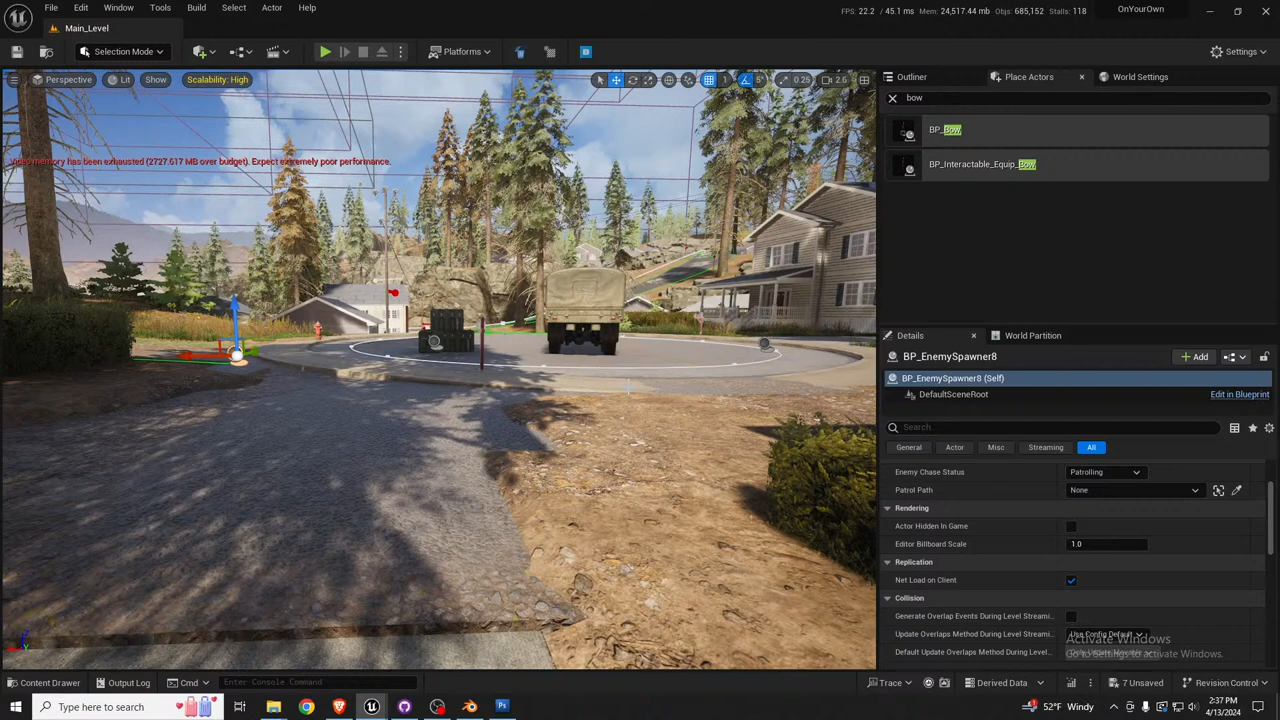 File Edit Window Tools Build Select Actor Help
FPS: 22.2 / 45.1 ms Mem: 24,517.44 mb Objs: 685,152 Stalls: 118
OnYourOwn
Main_Level
Selection Mode
Platforms
Settings
Perspective Lit Show Scalability: High
1 5° 0.25 2.6
Video memory has been exhausted (2727.617 MB over budget). Expect extremely poor performance.
Outliner Place Actors World Settings
bow
BP_Bow
BP_Interactable_Equip_Bow
Details World Partition
BP_EnemySpawner8
Add
BP_EnemySpawner8 (Self)
DefaultSceneRoot Edit in Blueprint
Search
General Actor Misc Streaming All
Enemy Chase Status Patrolling
Patrol Path None
Rendering
Actor Hidden In Game
Editor Billboard Scale 1.0
Replication
Net Load on Client
Collision
Generate Overlap Events During Level Streami...
Update Overlaps Method During Level Streami... Use Config Default
Default Update Overlaps Method During Level...
Activate Windows
Go to Settings to activate Windows.
Content Drawer Output Log Cmd Enter Console Command
Trace Derived Data 7 Unsaved Revision Control
Type here to search
Ps
52°F Windy
2:37 PM
4/13/2024